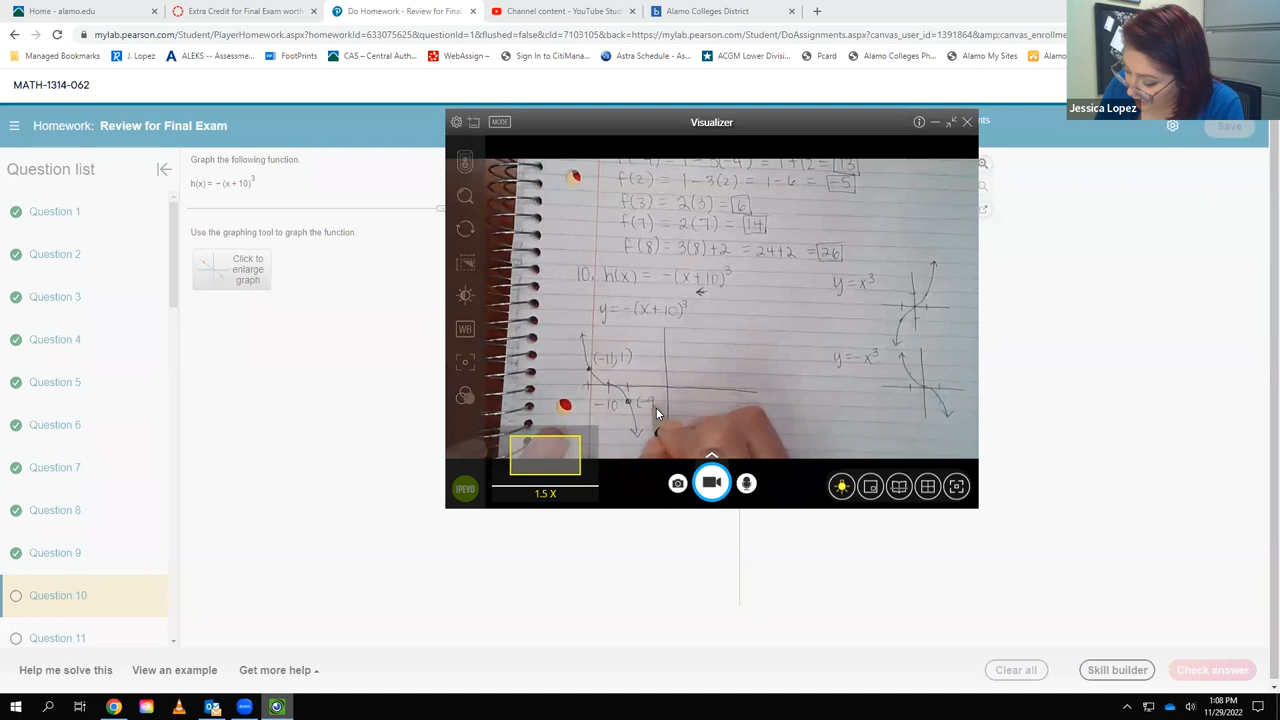 Home - alamo.edu
Extra Credit for Final Exam worth
Do Homework - Review for Final
Channel content - YouTube Stud
Alamo Colleges District
mylab.pearson.com/Student/PlayerHomework.aspx?homeworkId=633075625&questionId=1&flushed=false&cId=7103105&back=https://mylab.pearson.com/Student/DoAssignments.aspx?canvas_user_id=1391864&amp;canvas_enrollme
Managed Bookmarks
J. Lopez
ALEKS -- Assessme...
FootPrints
CAS – Central Auth...
WebAssign –
Sign In to CitiMana...
Astra Schedule - As...
ACGM Lower Divisi...
Pcard
Alamo Colleges Ph...
Alamo My Sites
Alamo
MATH-1314-062
Jessica Lopez
Homework: Review for Final Exam
Save
Question list
Question 1
Question 2
Question 3
Question 4
Question 5
Question 6
Question 7
Question 8
Question 9
Question 10
Question 11
Graph the following function.
h(x) = − (x + 10)³
Use the graphing tool to graph the function.
Click to
enlarge
graph
MODE
Visualizer
WB
f(2) = 1 − 3(2) = 1 − 6 = −5
f(3) = 2(3) = 6
f(7) = 2(7) = 14
f(8) = 3(8)+2 = 24+2 = 26
10. h(x) = −(x+10)³
y = x³
y = −(x+10)³
(−11, 1)
y = −x³
−10 (−9
IPEVO
1.5 X
Help me solve this
View an example
Get more help
Clear all
Skill builder
Check answer
1:08 PM
11/29/2022